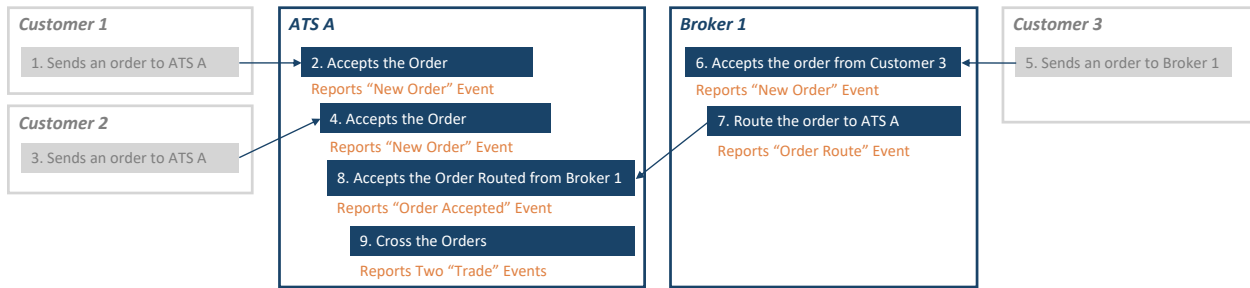 Customer 1
1. Sends an order to ATS A
Customer 2
3. Sends an order to ATS A
ATS A
2. Accepts the Order
Reports “New Order” Event
4. Accepts the Order
Reports “New Order” Event
8. Accepts the Order Routed from Broker 1
Reports “Order Accepted” Event
9. Cross the Orders
Reports Two “Trade” Events
Broker 1
6. Accepts the order from Customer 3
Reports “New Order” Event
7. Route the order to ATS A
Reports “Order Route” Event
Customer 3
5. Sends an order to Broker 1